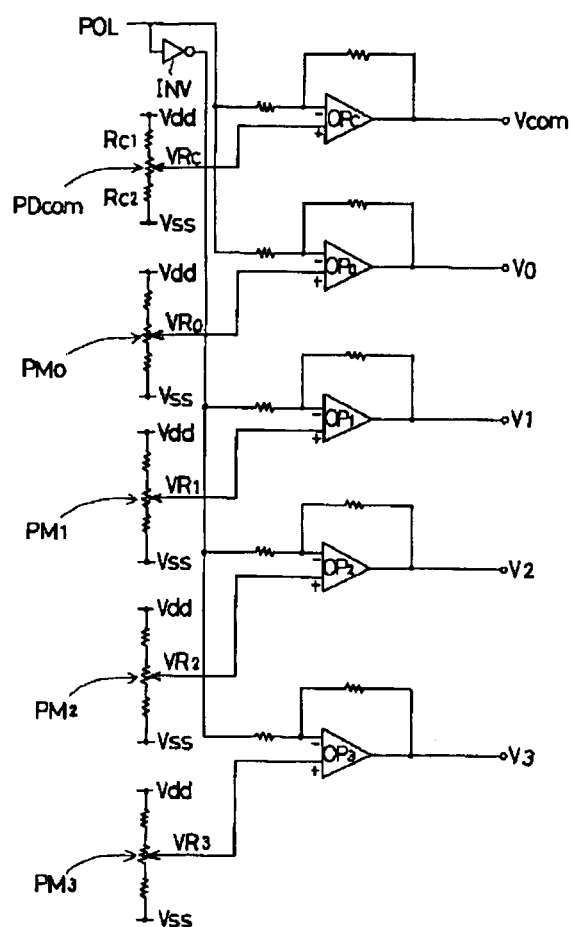 POL
INV
Vdd
Rc1
VRc
OPc
Vcom
PDcom
Rc2
Vss
Vdd
VR0
OP0
V0
PM0
Vss
Vdd
VR1
OP1
V1
PM1
Vss
Vdd
VR2
OP2
V2
PM2
Vss
Vdd
VR3
OP3
V3
PM3
Vss